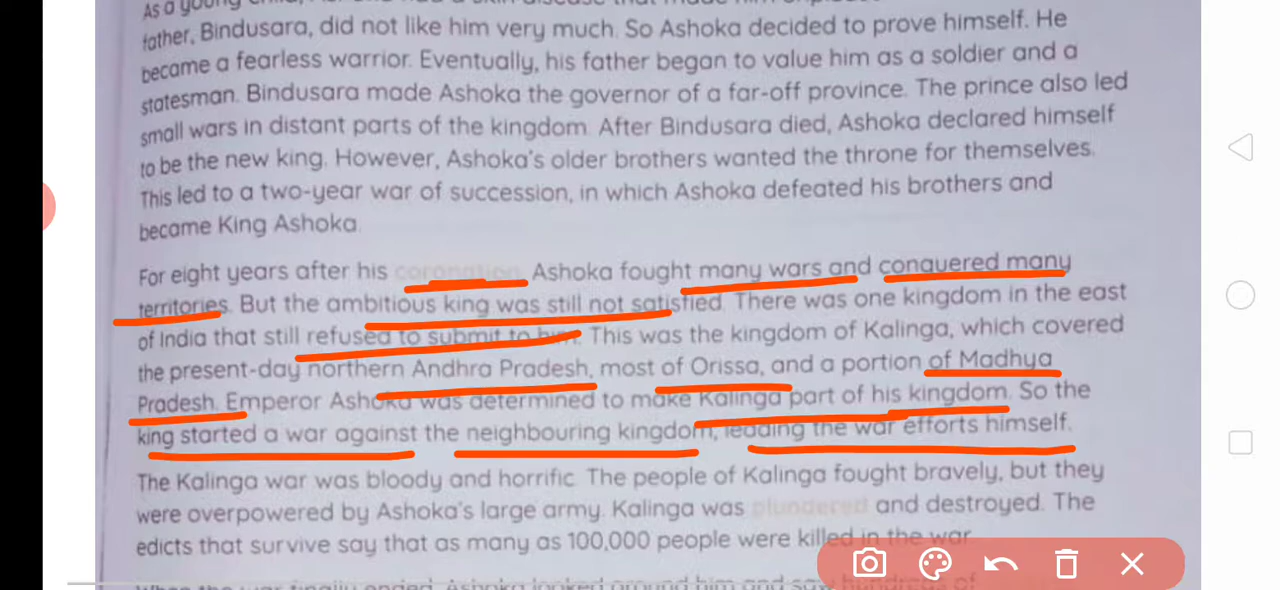 As a young
father, Bindusara, did not like him very much. So Ashoka decided to prove himself. He
became a fearless warrior. Eventually, his father began to value him as a soldier and a
statesman. Bindusara made Ashoka the governor of a far-off province. The prince also led
small wars in distant parts of the kingdom. After Bindusara died, Ashoka declared himself
to be the new king. However, Ashoka's older brothers wanted the throne for themselves.
This led to a two-year war of succession, in which Ashoka defeated his brothers and
became King Ashoka.
For eight years after his coronation Ashoka fought many wars and conquered many
territories. But the ambitious king was still not satisfied. There was one kingdom in the east
of India that still refused to submit to him. This was the kingdom of Kalinga, which covered
the present-day northern Andhra Pradesh, most of Orissa, and a portion of Madhya
Pradesh. Emperor Ashoka was determined to make Kalinga part of his kingdom. So the
king started a war against the neighbouring kingdom, leading the war efforts himself.
The Kalinga war was bloody and horrific. The people of Kalinga fought bravely, but they
were overpowered by Ashoka's large army. Kalinga was plundered and destroyed. The
edicts that survive say that as many as 100,000 people were killed in the war.
Ashoka looked around him and saw hundreds of